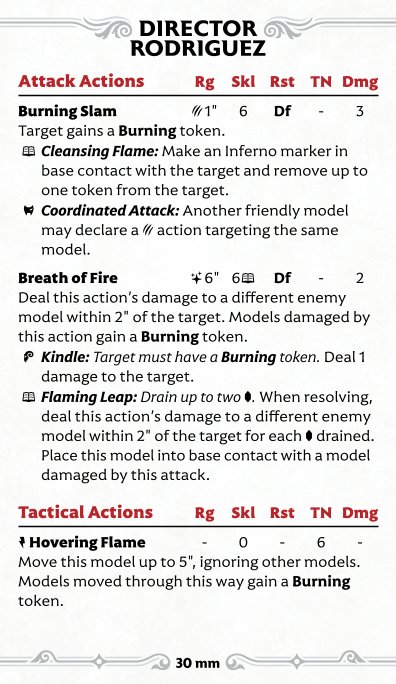 DIRECTOR
RODRIGUEZ
Attack Actions Rg Skl Rst TN Dmg
Burning Slam 1" 6 Df - 3
Target gains a Burning token.
Cleansing Flame: Make an Inferno marker in
base contact with the target and remove up to
one token from the target.
Coordinated Attack: Another friendly model
may declare a action targeting the same
model.
Breath of Fire 6" 6 Df - 2
Deal this action's damage to a different enemy
model within 2" of the target. Models damaged by
this action gain a Burning token.
Kindle: Target must have a Burning token. Deal 1
damage to the target.
Flaming Leap: Drain up to two . When resolving,
deal this action's damage to a different enemy
model within 2" of the target for each drained.
Place this model into base contact with a model
damaged by this attack.
Tactical Actions Rg Skl Rst TN Dmg
Hovering Flame - 0 - 6 -
Move this model up to 5", ignoring other models.
Models moved through this way gain a Burning
token.
30 mm